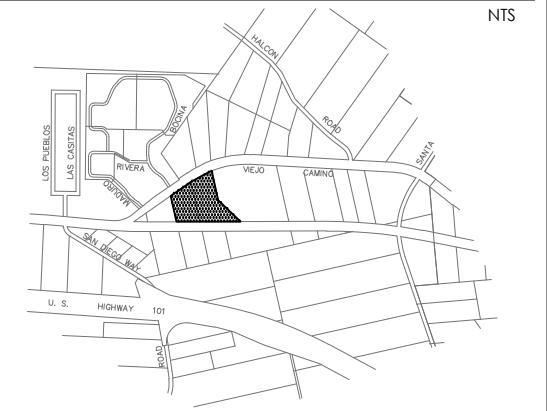 NTS
HALCON
ROAD
BOCINA
SANTA
LOS PUEBLOS
LAS CASITAS
RIVERA
VIEJO
CAMINO
MADURO
SAN DIEGO WAY
U. S. HIGHWAY 101
ROAD